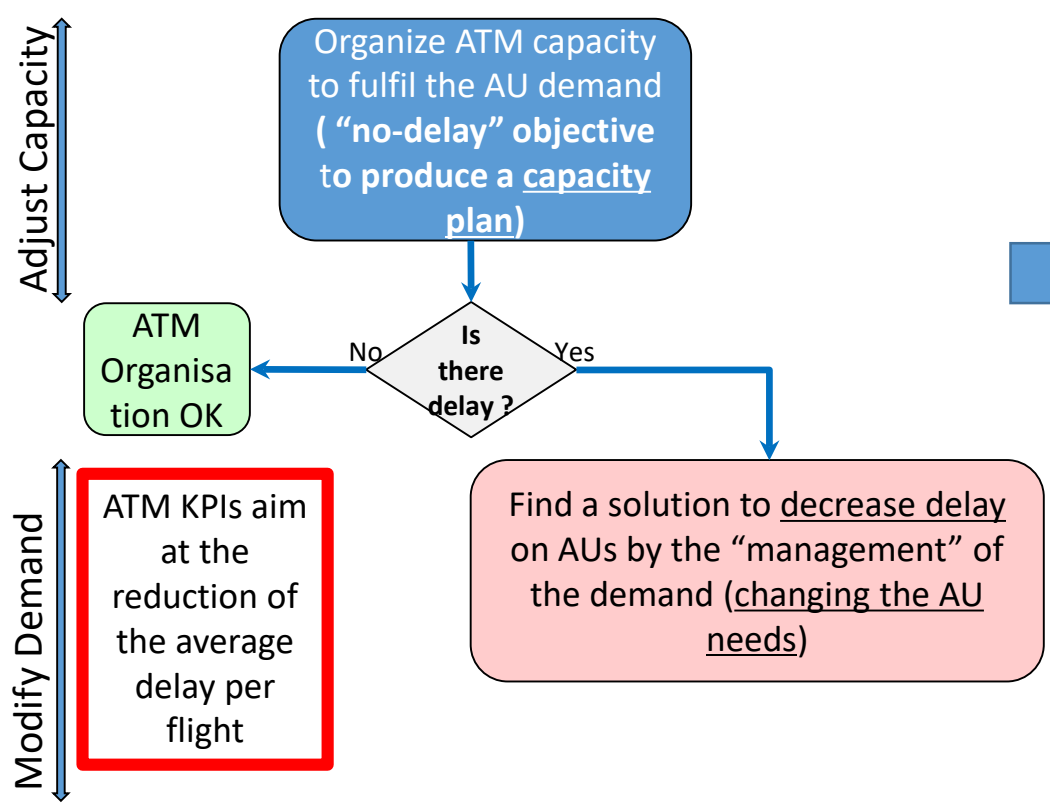 Adjust Capacity
Organize ATM capacity
to fulfil the AU demand
( “no-delay” objective
to produce a capacity
plan)
ATM
Organisa
tion OK
No
Is
there
delay ?
Yes
Modify Demand
ATM KPIs aim
at the
reduction of
the average
delay per
flight
Find a solution to decrease delay
on AUs by the “management” of
the demand (changing the AU
needs)